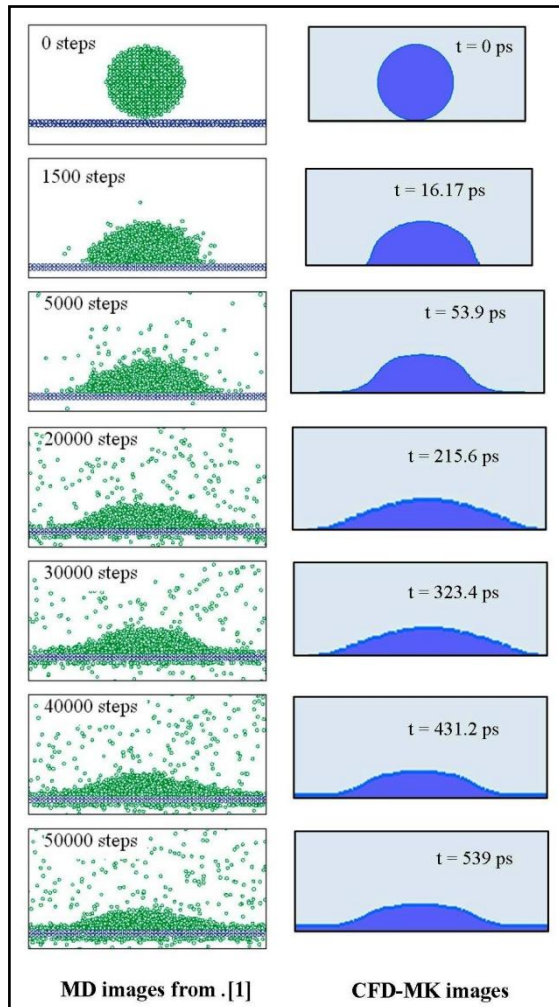 0 steps
t = 0 ps
1500 steps
t = 16.17 ps
5000 steps
t = 53.9 ps
20000 steps
t = 215.6 ps
30000 steps
t = 323.4 ps
40000 steps
t = 431.2 ps
50000 steps
t = 539 ps
MD images from .[1]
CFD-MK images